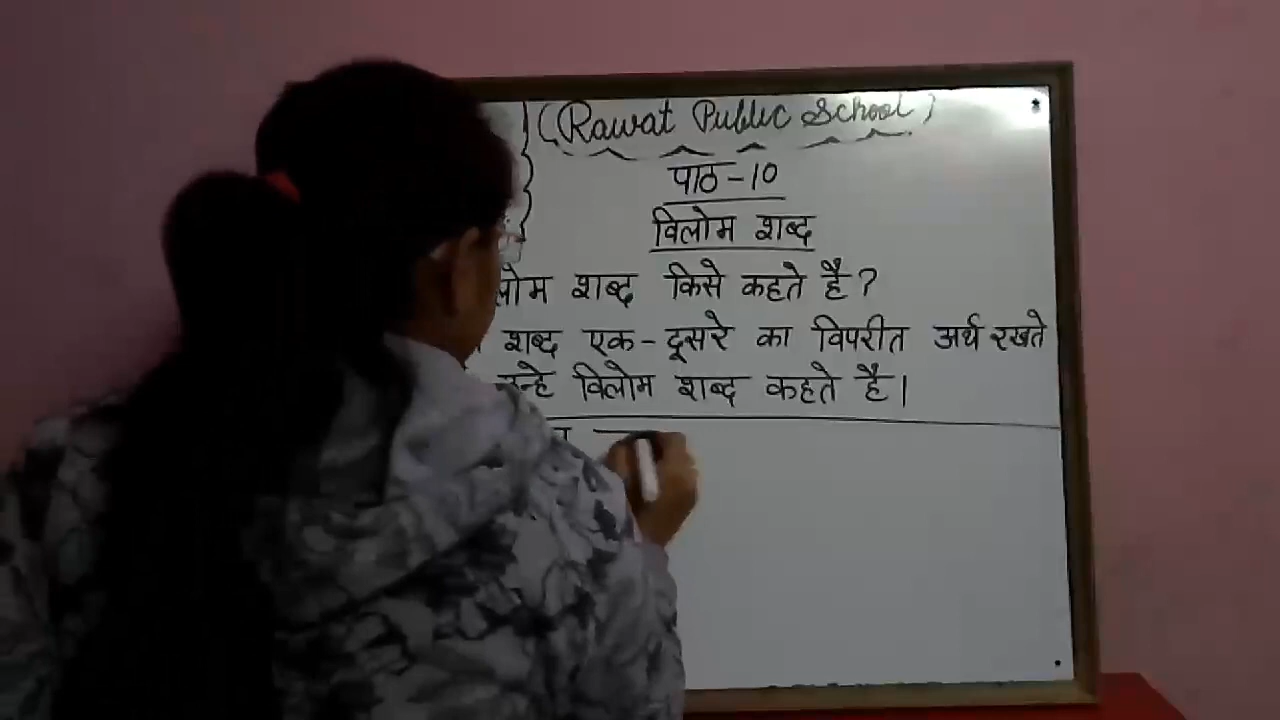 (Rawat Public School)
पाठ-10
विलोम शब्द
शब्द किसे कहते है?
शब्द एक-दूसरे का विपरीत अर्थ रखते
विलोम शब्द कहते है।